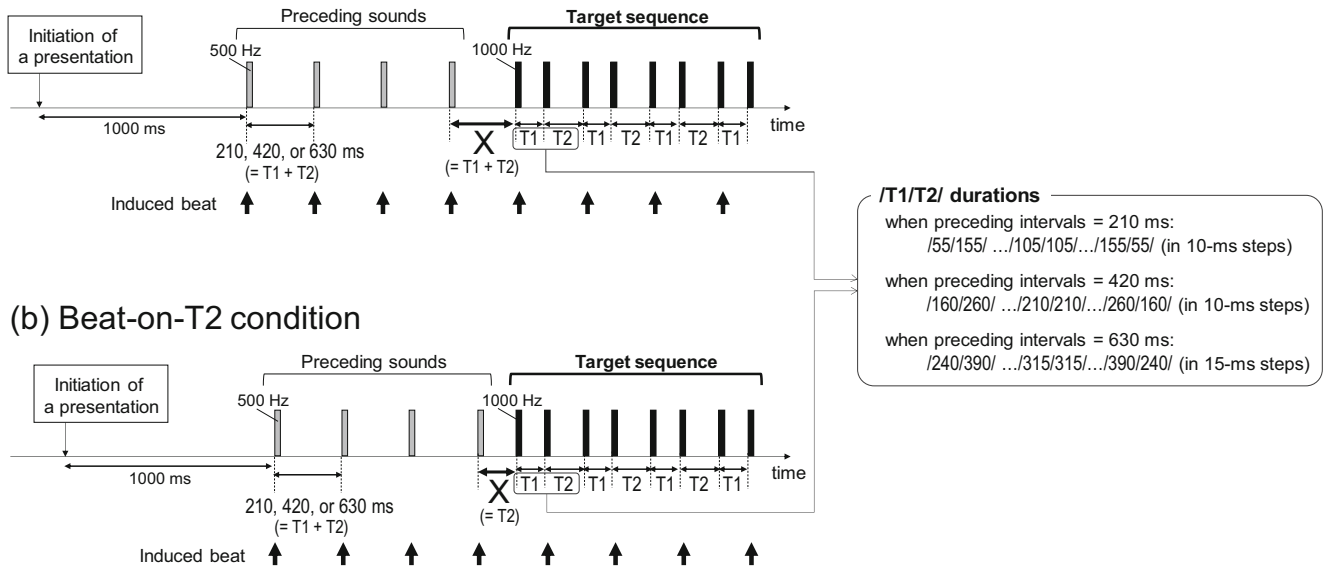 Preceding sounds
Target sequence
Initiation of
a presentation
500 Hz
1000 Hz
time
1000 ms
T1 T2 T1 T2 T1 T2 T1
210, 420, or 630 ms
(= T1 + T2)
X
(= T1 + T2)
Induced beat
/T1/T2/ durations
when preceding intervals = 210 ms:
/55/155/ …/105/105/…/155/55/ (in 10-ms steps)
when preceding intervals = 420 ms:
/160/260/ …/210/210/…/260/160/ (in 10-ms steps)
when preceding intervals = 630 ms:
/240/390/ …/315/315/…/390/240/ (in 15-ms steps)
(b) Beat-on-T2 condition
Preceding sounds
Target sequence
Initiation of
a presentation
500 Hz
1000 Hz
time
1000 ms
T1 T2 T1 T2 T1 T2 T1
210, 420, or 630 ms
(= T1 + T2)
X
(= T2)
Induced beat